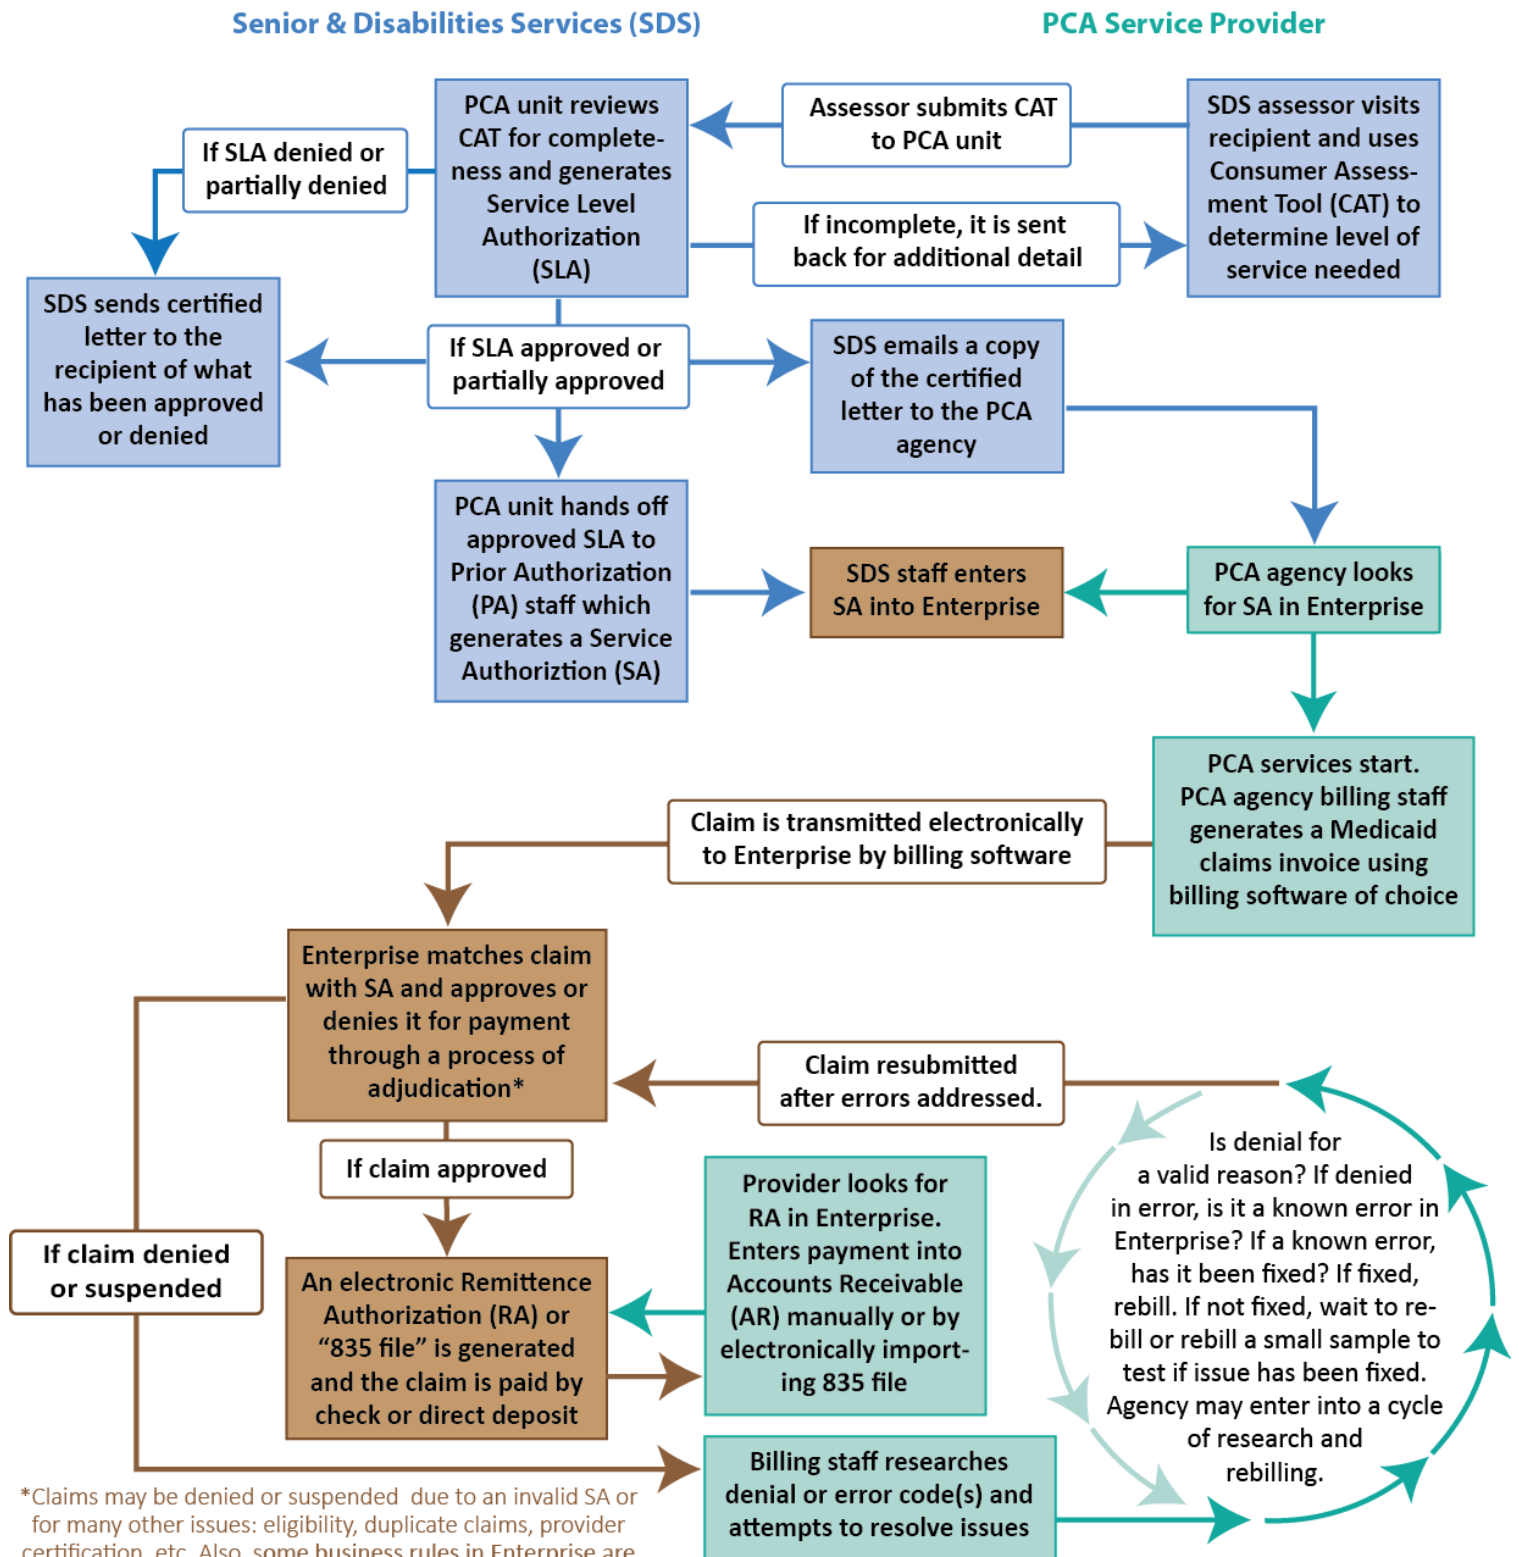 Senior & Disabilities Services (SDS)
PCA Service Provider
PCA unit reviews
CAT for complete-
ness and generates
Service Level
Authorization
(SLA)
Assessor submits CAT
to PCA unit
SDS assessor visits
recipient and uses
Consumer Assess-
ment Tool (CAT) to
determine level of
service needed
If SLA denied or
partially denied
If incomplete, it is sent
back for additional detail
SDS sends certified
letter to the
recipient of what
has been approved
or denied
If SLA approved or
partially approved
SDS emails a copy
of the certified
letter to the PCA
agency
PCA unit hands off
approved SLA to
Prior Authorization
(PA) staff which
generates a Service
Authoriztion (SA)
SDS staff enters
SA into Enterprise
PCA agency looks
for SA in Enterprise
PCA services start.
PCA agency billing staff
generates a Medicaid
claims invoice using
billing software of choice
Claim is transmitted electronically
to Enterprise by billing software
Enterprise matches claim
with SA and approves or
denies it for payment
through a process of
adjudication*
Claim resubmitted
after errors addressed.
If claim approved
If claim denied
or suspended
An electronic Remittence
Authorization (RA) or
“835 file” is generated
and the claim is paid by
check or direct deposit
Provider looks for
RA in Enterprise.
Enters payment into
Accounts Receivable
(AR) manually or by
electronically import-
ing 835 file
Is denial for
a valid reason? If denied
in error, is it a known error in
Enterprise? If a known error,
has it been fixed? If fixed,
rebill. If not fixed, wait to re-
bill or rebill a small sample to
test if issue has been fixed.
Agency may enter into a cycle
of research and
rebilling.
Billing staff researches
denial or error code(s) and
attempts to resolve issues
*Claims may be denied or suspended due to an invalid SA or
for many other issues: eligibility, duplicate claims, provider
certification, etc. Also, some business rules in Enterprise are